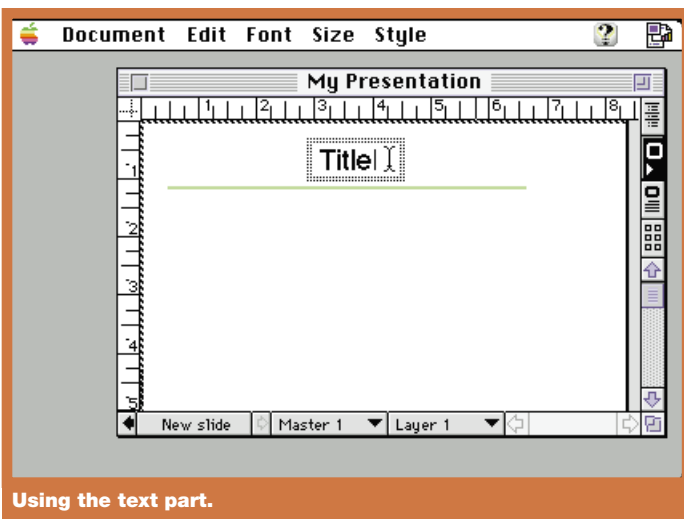 Document Edit Font Size Style
My Presentation
1 2 3 4 5 6 7 8
Title
1
2
3
4
5
New slide Master 1 Layer 1
Using the text part.